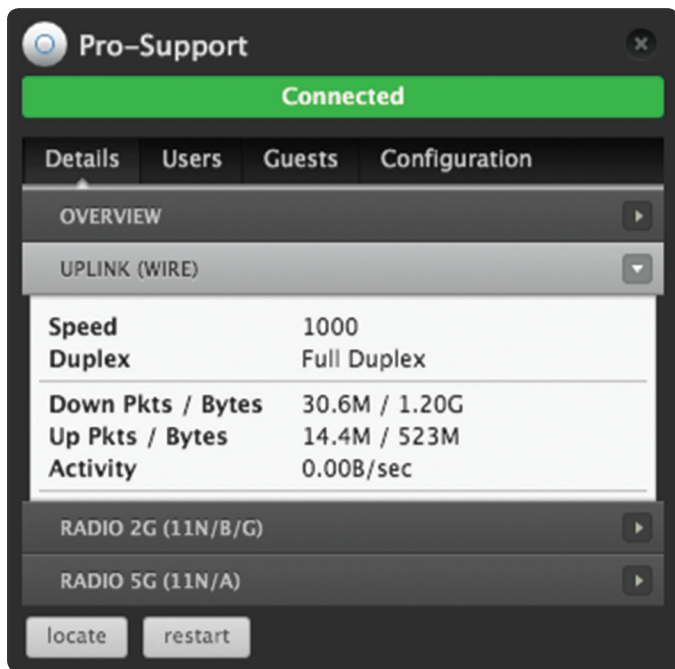 Pro-Support
Connected
Details Users Guests Configuration
OVERVIEW
UPLINK (WIRE)
Speed 1000
Duplex Full Duplex
Down Pkts / Bytes 30.6M / 1.20G
Up Pkts / Bytes 14.4M / 523M
Activity 0.00B/sec
RADIO 2G (11N/B/G)
RADIO 5G (11N/A)
locate restart